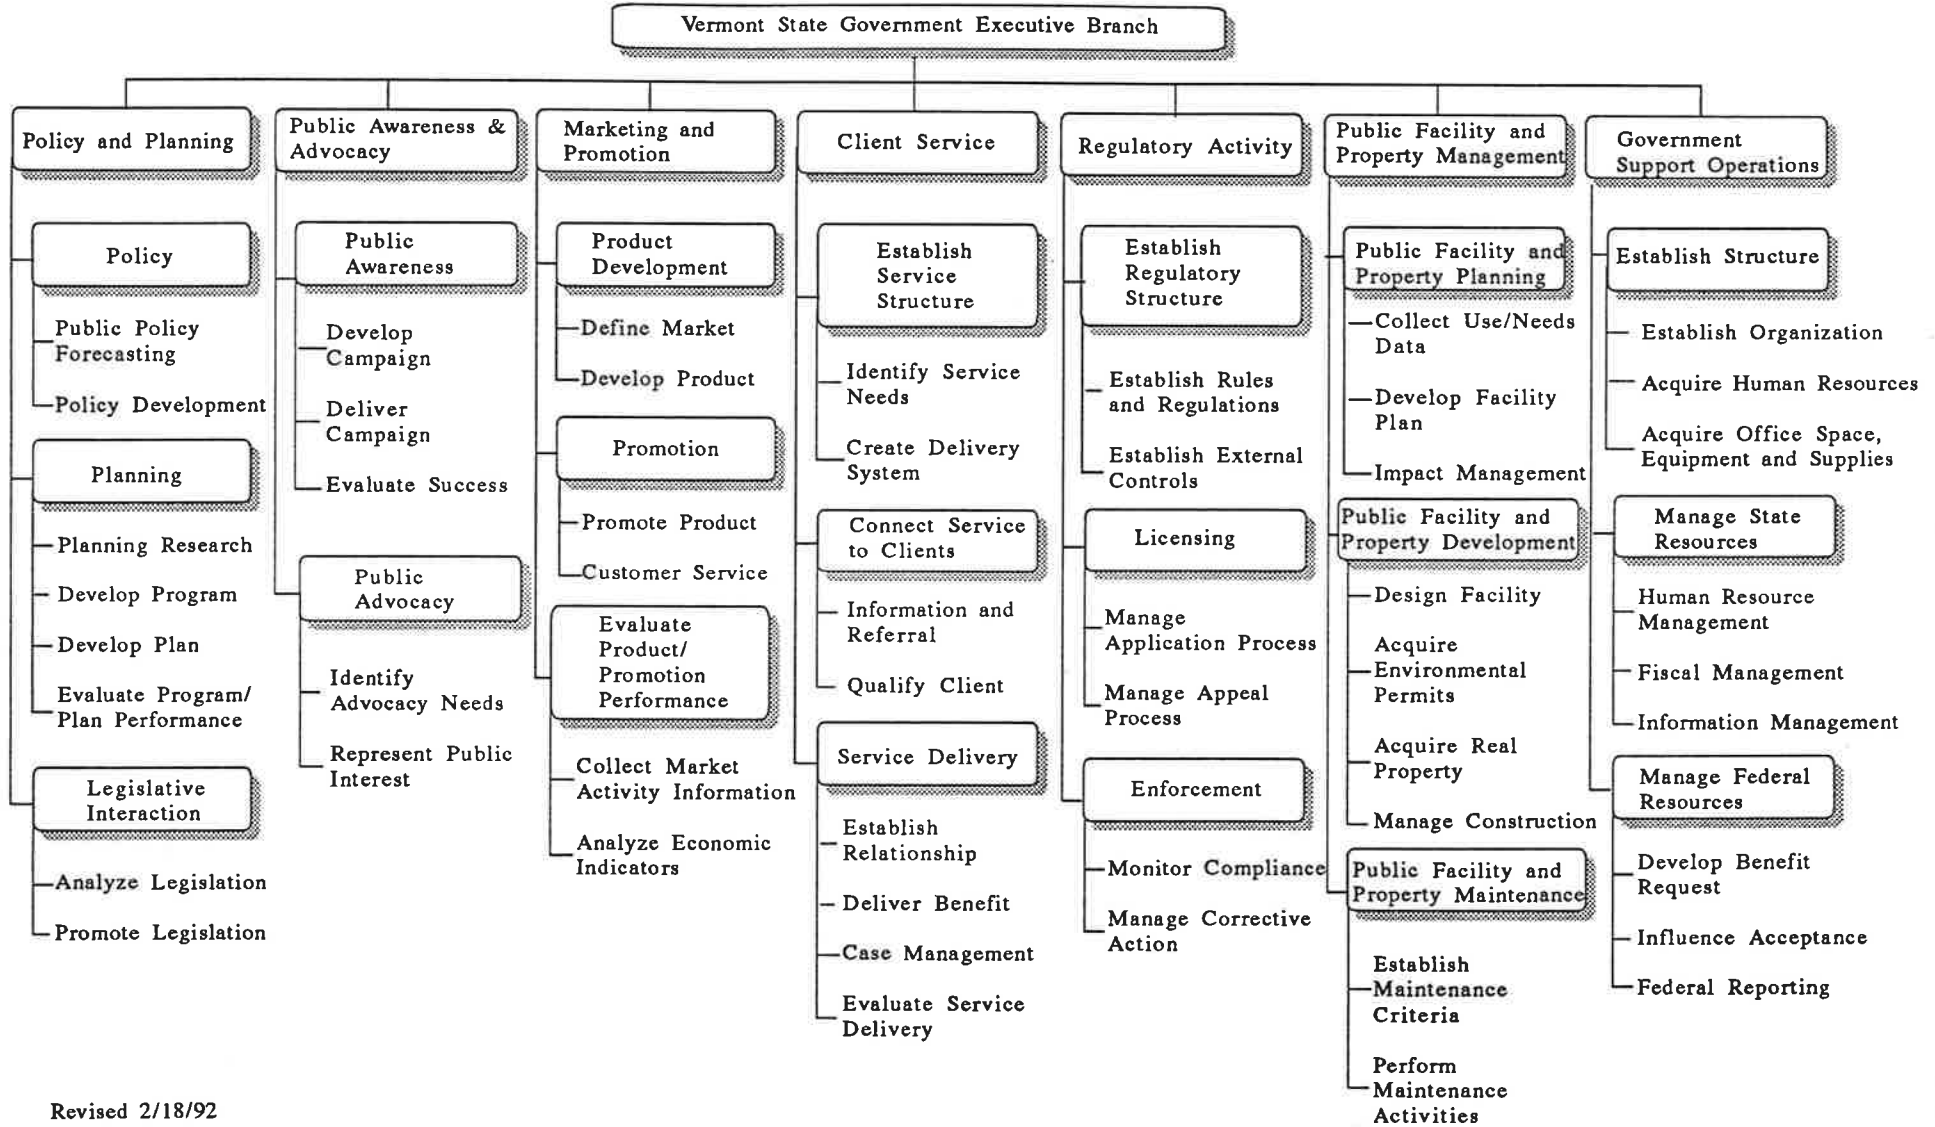 Vermont State Government Executive Branch
Policy and Planning
Policy
Public Policy
Forecasting
Policy Development
Planning
Planning Research
Develop Program
Develop Plan
Evaluate Program/
Plan Performance
Legislative
Interaction
Analyze Legislation
Promote Legislation
Public Awareness &
Advocacy
Public
Awareness
Develop
Campaign
Deliver
Campaign
Evaluate Success
Public
Advocacy
Identify
Advocacy Needs
Represent Public
Interest
Marketing and
Promotion
Product
Development
Define Market
Develop Product
Promotion
Promote Product
Customer Service
Evaluate
Product/
Promotion
Performance
Collect Market
Activity Information
Analyze Economic
Indicators
Client Service
Establish
Service
Structure
Identify Service
Needs
Create Delivery
System
Connect Service
to Clients
Information and
Referral
Qualify Client
Service Delivery
Establish
Relationship
Deliver Benefit
Case Management
Evaluate Service
Delivery
Regulatory Activity
Establish
Regulatory
Structure
Establish Rules
and Regulations
Establish External
Controls
Licensing
Manage
Application Process
Manage Appeal
Process
Enforcement
Monitor Compliance
Manage Corrective
Action
Public Facility and
Property Management
Public Facility and
Property Planning
Collect Use/Needs
Data
Develop Facility
Plan
Impact Management
Public Facility and
Property Development
Design Facility
Acquire
Environmental
Permits
Acquire Real
Property
Manage Construction
Public Facility and
Property Maintenance
Establish
Maintenance
Criteria
Perform
Maintenance
Activities
Government
Support Operations
Establish Structure
Establish Organization
Acquire Human Resources
Acquire Office Space,
Equipment and Supplies
Manage State
Resources
Human Resource
Management
Fiscal Management
Information Management
Manage Federal
Resources
Develop Benefit
Request
Influence Acceptance
Federal Reporting
Revised 2/18/92